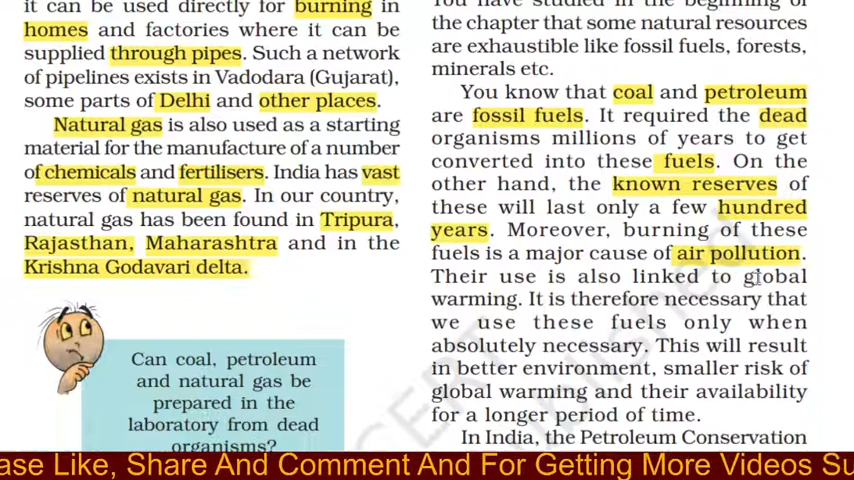 it can be used directly for burning in
homes and factories where it can be
supplied through pipes. Such a network
of pipelines exists in Vadodara (Gujarat),
some parts of Delhi and other places.
Natural gas is also used as a starting
material for the manufacture of a number
of chemicals and fertilisers. India has vast
reserves of natural gas. In our country,
natural gas has been found in Tripura,
Rajasthan, Maharashtra and in the
Krishna Godavari delta.
Can coal, petroleum
and natural gas be
prepared in the
laboratory from dead
organisms?
You have studied in the beginning of
the chapter that some natural resources
are exhaustible like fossil fuels, forests,
minerals etc.
You know that coal and petroleum
are fossil fuels. It required the dead
organisms millions of years to get
converted into these fuels. On the
other hand, the known reserves of
these will last only a few hundred
years. Moreover, burning of these
fuels is a major cause of air pollution.
Their use is also linked to global
warming. It is therefore necessary that
we use these fuels only when
absolutely necessary. This will result
in better environment, smaller risk of
global warming and their availability
for a longer period of time.
In India, the Petroleum Conservation
ase Like, Share And Comment And For Getting More Videos Su